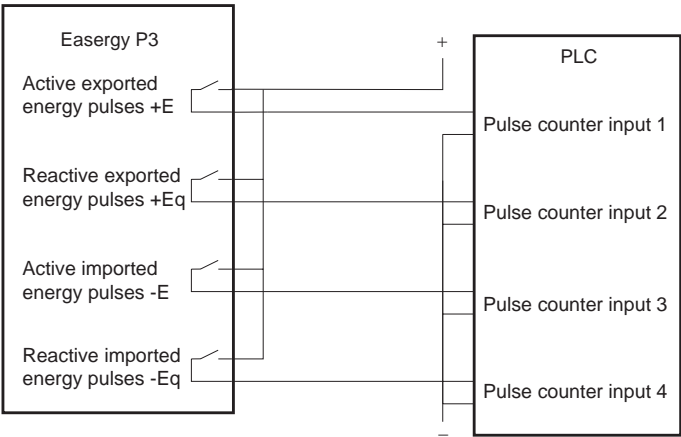 Easergy P3
Active exported
energy pulses +E
Reactive exported
energy pulses +Eq
Active imported
energy pulses -E
Reactive imported
energy pulses -Eq
+
–
PLC
Pulse counter input 1
Pulse counter input 2
Pulse counter input 3
Pulse counter input 4